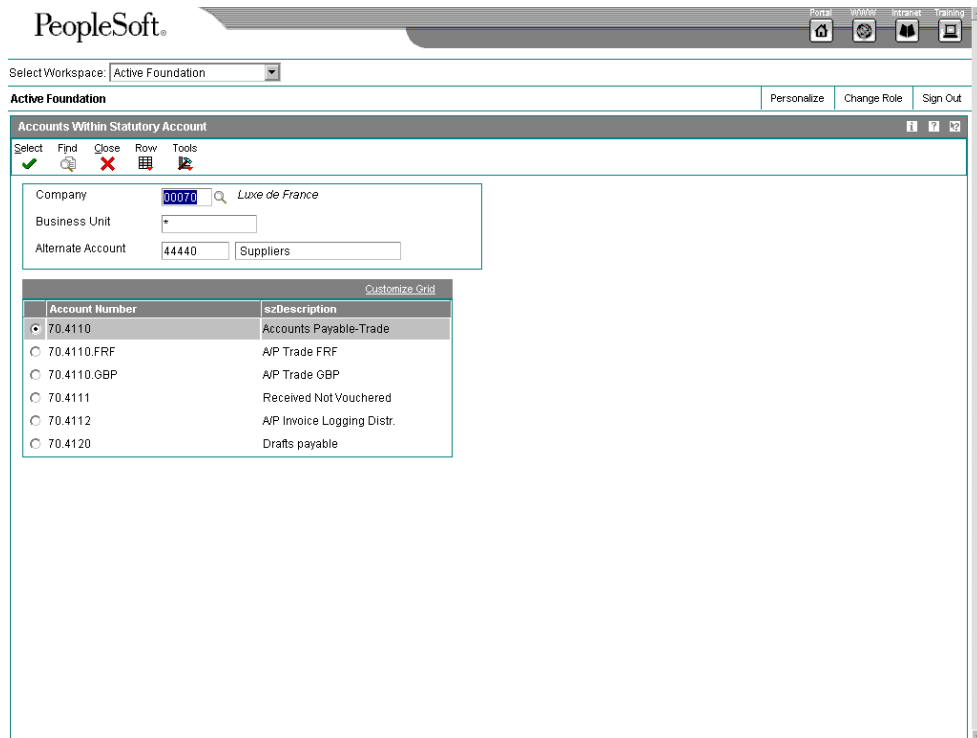 Portal WWW Intranet Training
PeopleSoft.
Select Workspace: Active Foundation
Active Foundation Personalize Change Role Sign Out
Accounts Within Statutory Account
Select Find Close Row Tools
Company 00070 Luxe de France
Business Unit *
Alternate Account 44440 Suppliers
Customize Grid
Account Number szDescription
70.4110 Accounts Payable-Trade
70.4110.FRF A/P Trade FRF
70.4110.GBP A/P Trade GBP
70.4111 Received Not Vouchered
70.4112 A/P Invoice Logging Distr.
70.4120 Drafts payable